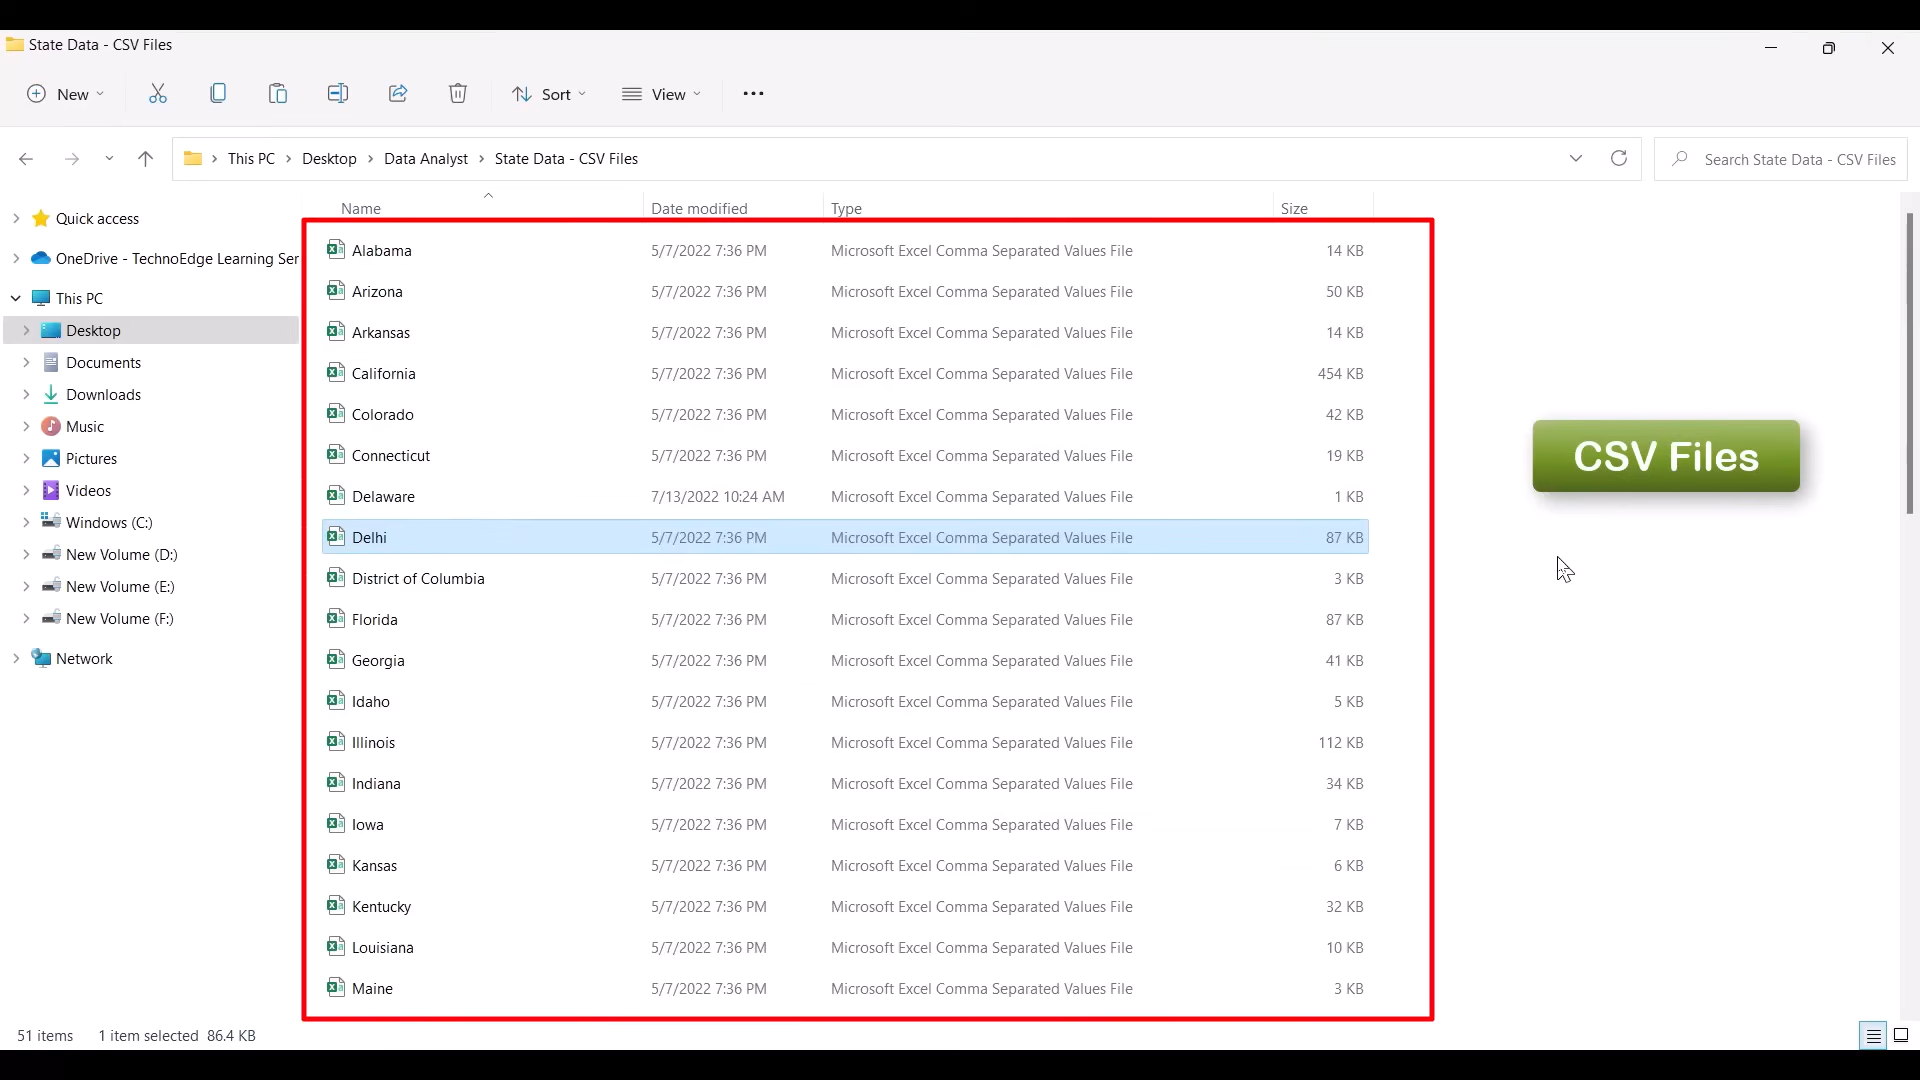 State Data - CSV Files
New Sort View
This PC Desktop Data Analyst State Data - CSV Files Search State Data - CSV Files
Quick access
OneDrive - TechnoEdge Learning Ser
This PC
Desktop
Documents
Downloads
Music
Pictures
Videos
Windows (C:)
New Volume (D:)
New Volume (E:)
New Volume (F:)
Network
Name Date modified Type Size
Alabama 5/7/2022 7:36 PM Microsoft Excel Comma Separated Values File 14 KB
Arizona 5/7/2022 7:36 PM Microsoft Excel Comma Separated Values File 50 KB
Arkansas 5/7/2022 7:36 PM Microsoft Excel Comma Separated Values File 14 KB
California 5/7/2022 7:36 PM Microsoft Excel Comma Separated Values File 454 KB
Colorado 5/7/2022 7:36 PM Microsoft Excel Comma Separated Values File 42 KB
Connecticut 5/7/2022 7:36 PM Microsoft Excel Comma Separated Values File 19 KB
Delaware 7/13/2022 10:24 AM Microsoft Excel Comma Separated Values File 1 KB
Delhi 5/7/2022 7:36 PM Microsoft Excel Comma Separated Values File 87 KB
District of Columbia 5/7/2022 7:36 PM Microsoft Excel Comma Separated Values File 3 KB
Florida 5/7/2022 7:36 PM Microsoft Excel Comma Separated Values File 87 KB
Georgia 5/7/2022 7:36 PM Microsoft Excel Comma Separated Values File 41 KB
Idaho 5/7/2022 7:36 PM Microsoft Excel Comma Separated Values File 5 KB
Illinois 5/7/2022 7:36 PM Microsoft Excel Comma Separated Values File 112 KB
Indiana 5/7/2022 7:36 PM Microsoft Excel Comma Separated Values File 34 KB
Iowa 5/7/2022 7:36 PM Microsoft Excel Comma Separated Values File 7 KB
Kansas 5/7/2022 7:36 PM Microsoft Excel Comma Separated Values File 6 KB
Kentucky 5/7/2022 7:36 PM Microsoft Excel Comma Separated Values File 32 KB
Louisiana 5/7/2022 7:36 PM Microsoft Excel Comma Separated Values File 10 KB
Maine 5/7/2022 7:36 PM Microsoft Excel Comma Separated Values File 3 KB
CSV Files
51 items 1 item selected 86.4 KB